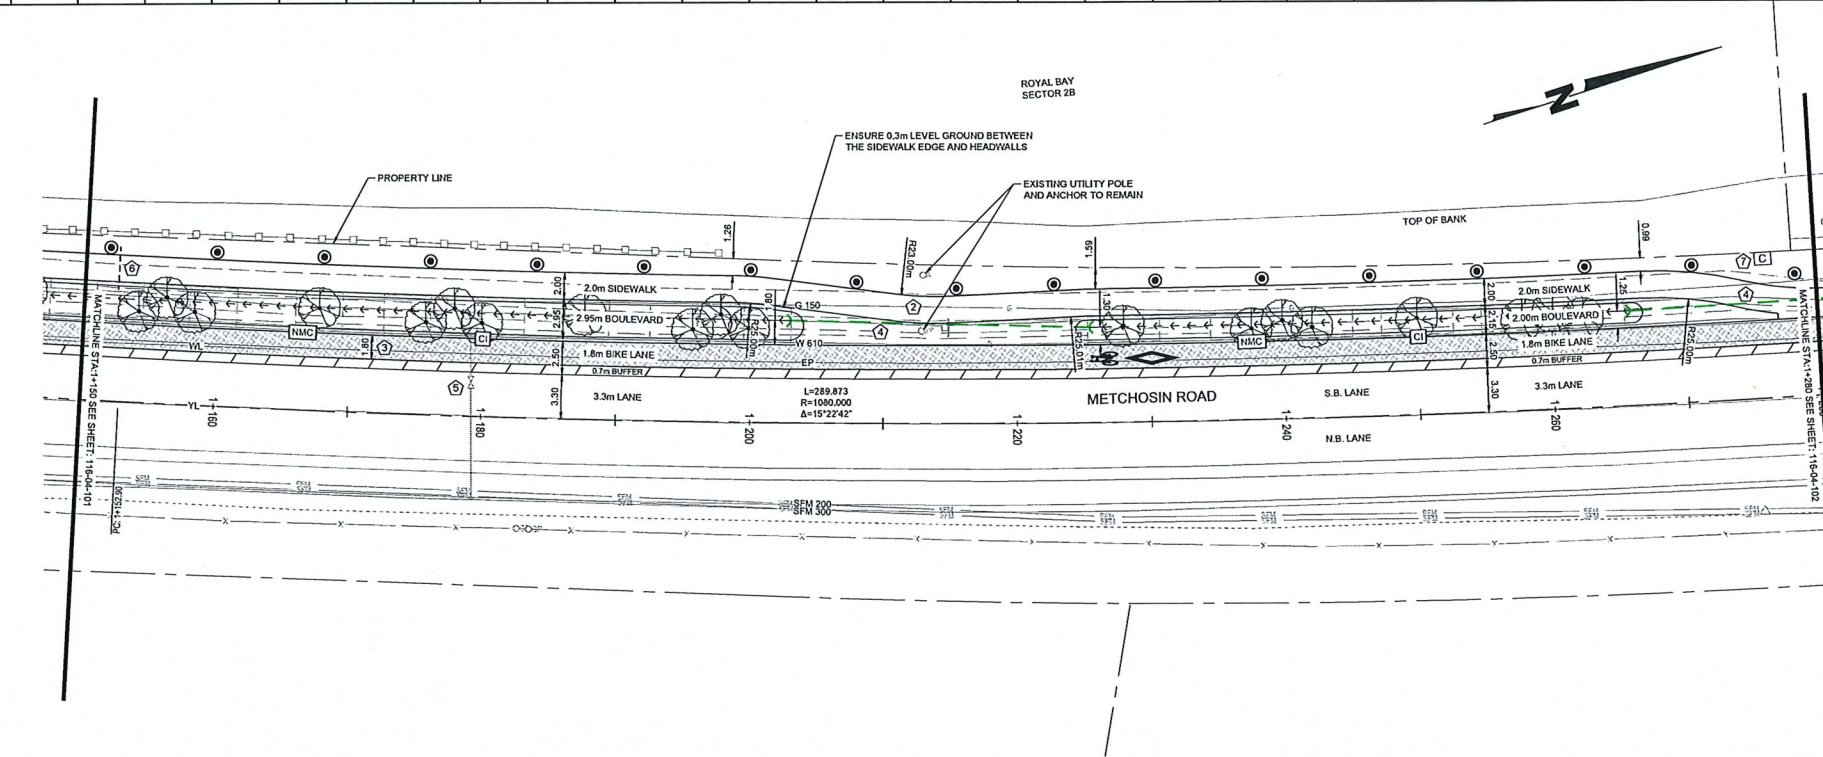 ROYAL BAY
SECTOR 2B
N
ENSURE 0.3m LEVEL GROUND BETWEEN
THE SIDEWALK EDGE AND HEADWALLS
PROPERTY LINE
EXISTING UTILITY POLE
AND ANCHOR TO REMAIN
TOP OF BANK
1.26
R23.00m
1.51
0.99
6
7
C
2.00
2.0m SIDEWALK
G 150
2
G
1.30
2.00
2.0m SIDEWALK
1.25
4
2.95
2.95m BOULEVARD
4
2.15
2.00m BOULEVARD
NMC
CI
R25.00m
W 610
R25.01m
NMC
CI
R25.00m
WL
1.80
3
2.50
1.8m BIKE LANE
EP
2.50
1.8m BIKE LANE
0.7m BUFFER
0.7m BUFFER
5
3.30
3.3m LANE
L=289.873
R=1080.000
Δ=15°22'42"
METCHOSIN ROAD
S.B. LANE
3.30
3.3m LANE
YL
1+160
1+180
1+200
1+220
1+240
1+260
N.B. LANE
MATCHLINE STA:1+150 SEE SHEET: 116-04-101
MATCHLINE STA:1+280 SEE SHEET: 116-04-102
PC:1+152.90
SFM 200
SFM 300